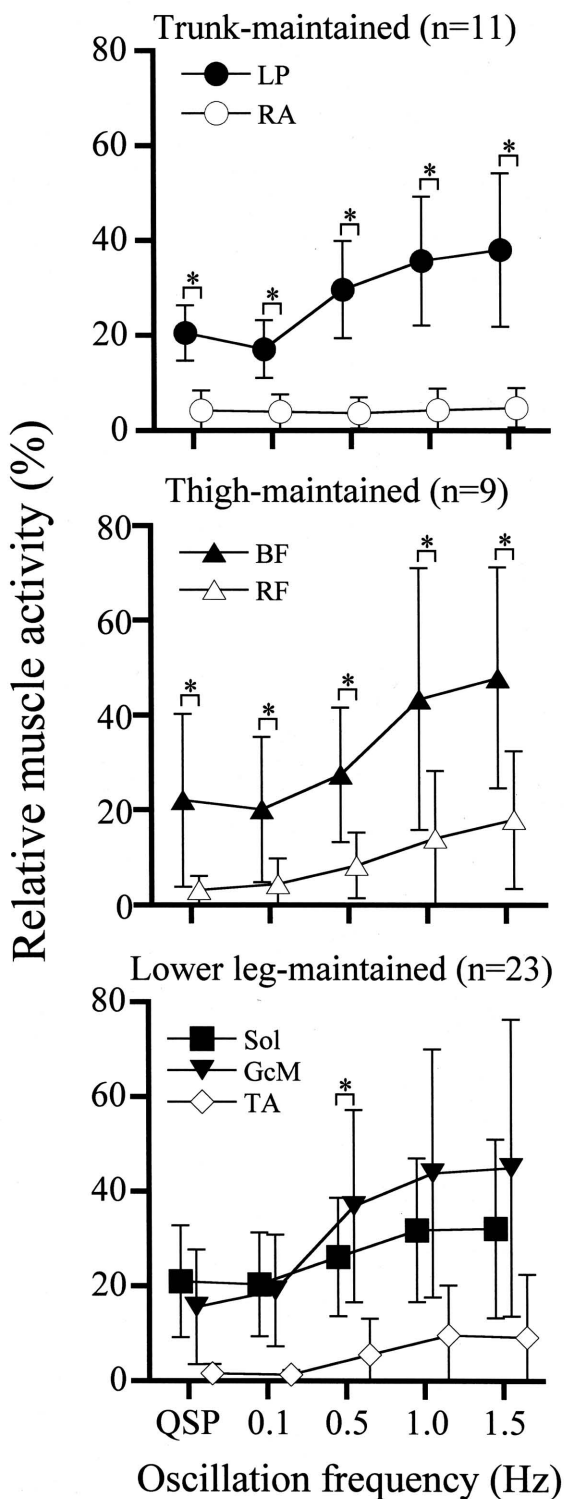 Trunk-maintained (n=11)
80
LP
RA
60
40
20
0
* * * * *
Thigh-maintained (n=9)
80
BF
RF
60
40
20
0
* * * * *
Lower leg-maintained (n=23)
80
Sol
GcM
TA
60
40
20
0
*
QSP 0.1 0.5 1.0 1.5
Oscillation frequency (Hz)
Relative muscle activity (%)